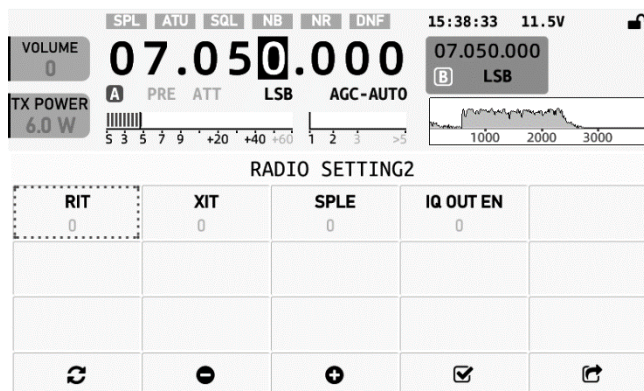 SPL ATU SQL NB NR DNF 15:38:33 11.5V
VOLUME
0
07.050.000
07.050.000
B LSB
A PRE ATT LSB AGC-AUTO
TX POWER
6.0 W
S 3 5 7 9 +20 +40 +60 1 2 3 >5
1000 2000 3000
RADIO SETTING2
RIT XIT SPLE IQ OUT EN
0 0 0 0